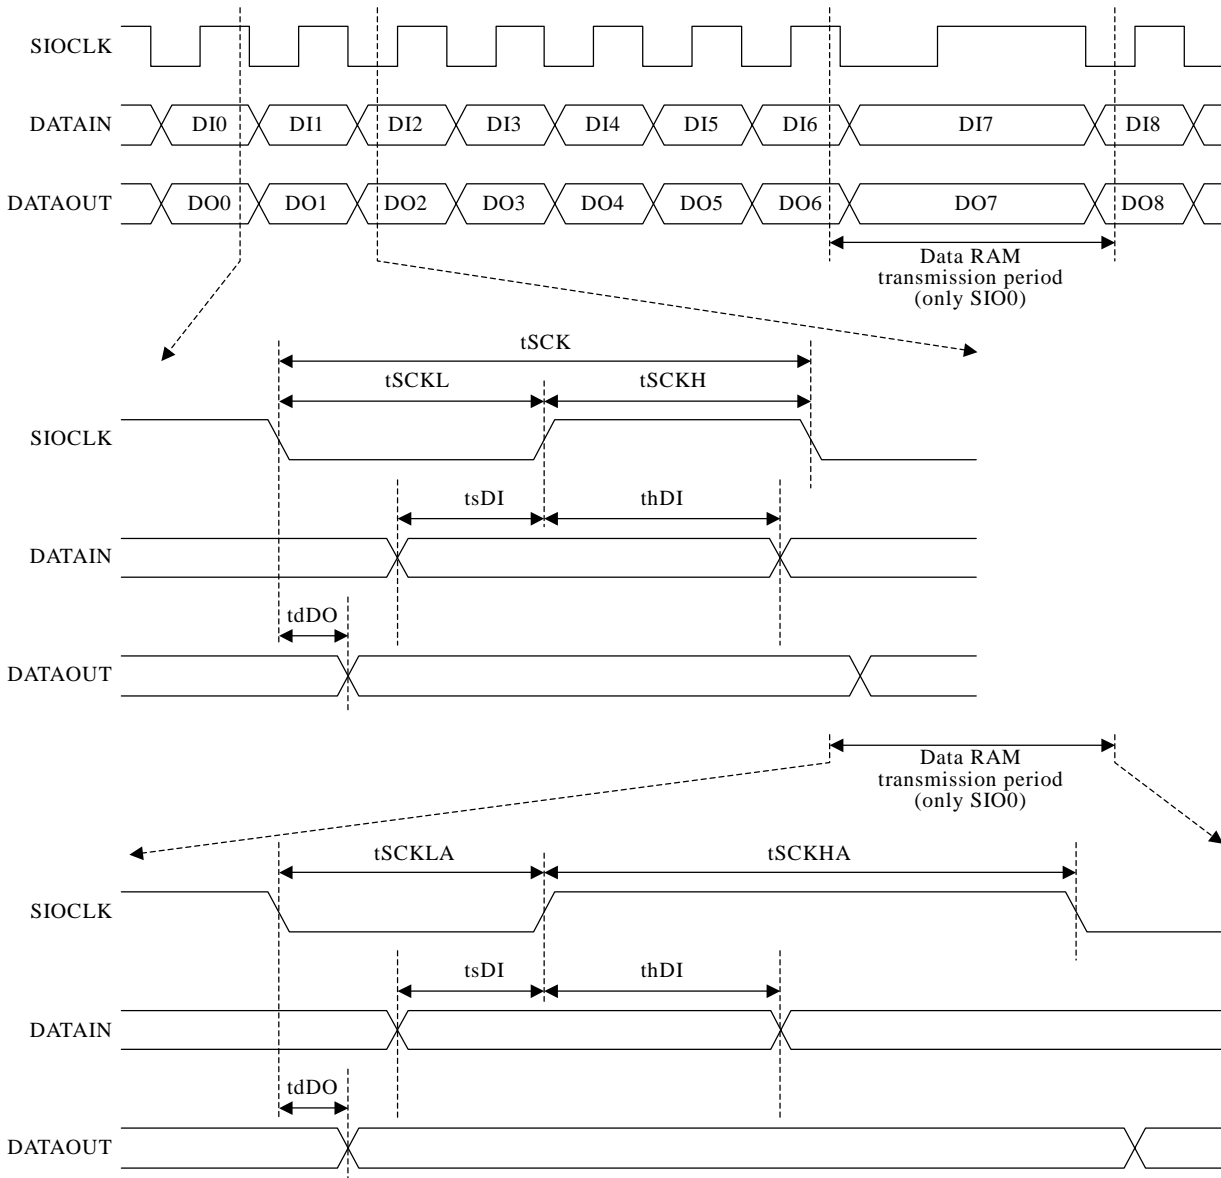 SIOCLK
DATAIN DI0 DI1 DI2 DI3 DI4 DI5 DI6 DI7 DI8
DATAOUT DO0 DO1 DO2 DO3 DO4 DO5 DO6 DO7 DO8
Data RAM
transmission period
(only SIO0)
tSCK
tSCKL tSCKH
SIOCLK
tsDI thDI
DATAIN
tdDO
DATAOUT
Data RAM
transmission period
(only SIO0)
tSCKLA tSCKHA
SIOCLK
tsDI thDI
DATAIN
tdDO
DATAOUT